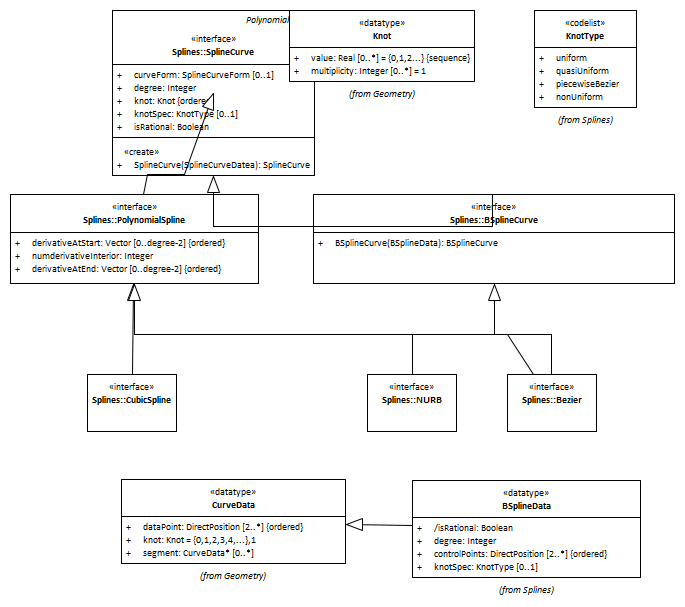 Polynomial
«interface»
Splines::SplineCurve
+ curveForm: SplineCurveForm [0..1]
+ degree: Integer
+ knot: Knot {ordere
+ knotSpec: KnotType [0..1]
+ isRational: Boolean
«create»
+ SplineCurve(SplineCurveDatea): SplineCurve
«datatype»
Knot
+ value: Real [0..*] = {0,1,2...} {sequence}
+ multiplicity: Integer [0..*] = 1
(from Geometry)
«codelist»
KnotType
+ uniform
+ quasiUniform
+ piecewiseBezier
+ nonUniform
(from Splines)
«interface»
Splines::PolynomialSpline
+ derivativeAtStart: Vector [0..degree-2] {ordered}
+ numderivativeInterior: Integer
+ derivativeAtEnd: Vector [0..degree-2] {ordered}
«interface»
Splines::BSplineCurve
+ BSplineCurve(BSplineData): BSplineCurve
«interface»
Splines::CubicSpline
«interface»
Splines::NURB
«interface»
Splines::Bezier
«datatype»
CurveData
+ dataPoint: DirectPosition [2..*] {ordered}
+ knot: Knot = {0,1,2,3,4,...},1
+ segment: CurveData* [0..*]
(from Geometry)
«datatype»
BSplineData
+ /isRational: Boolean
+ degree: Integer
+ controlPoints: DirectPosition [2..*] {ordered}
+ knotSpec: KnotType [0..1]
(from Splines)